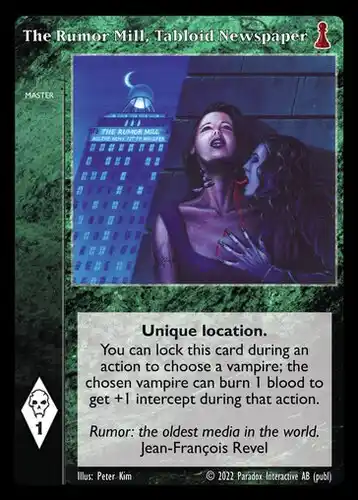 The Rumor Mill, Tabloid Newspaper
MASTER
THE RUMOR MILL
Unique location.
You can lock this card during an
action to choose a vampire; the
chosen vampire can burn 1 blood to
get +1 intercept during that action.
Rumor: the oldest media in the world.
Jean-François Revel
1
Illus: Peter Kim
© 2022 Paradox Interactive AB (publ)